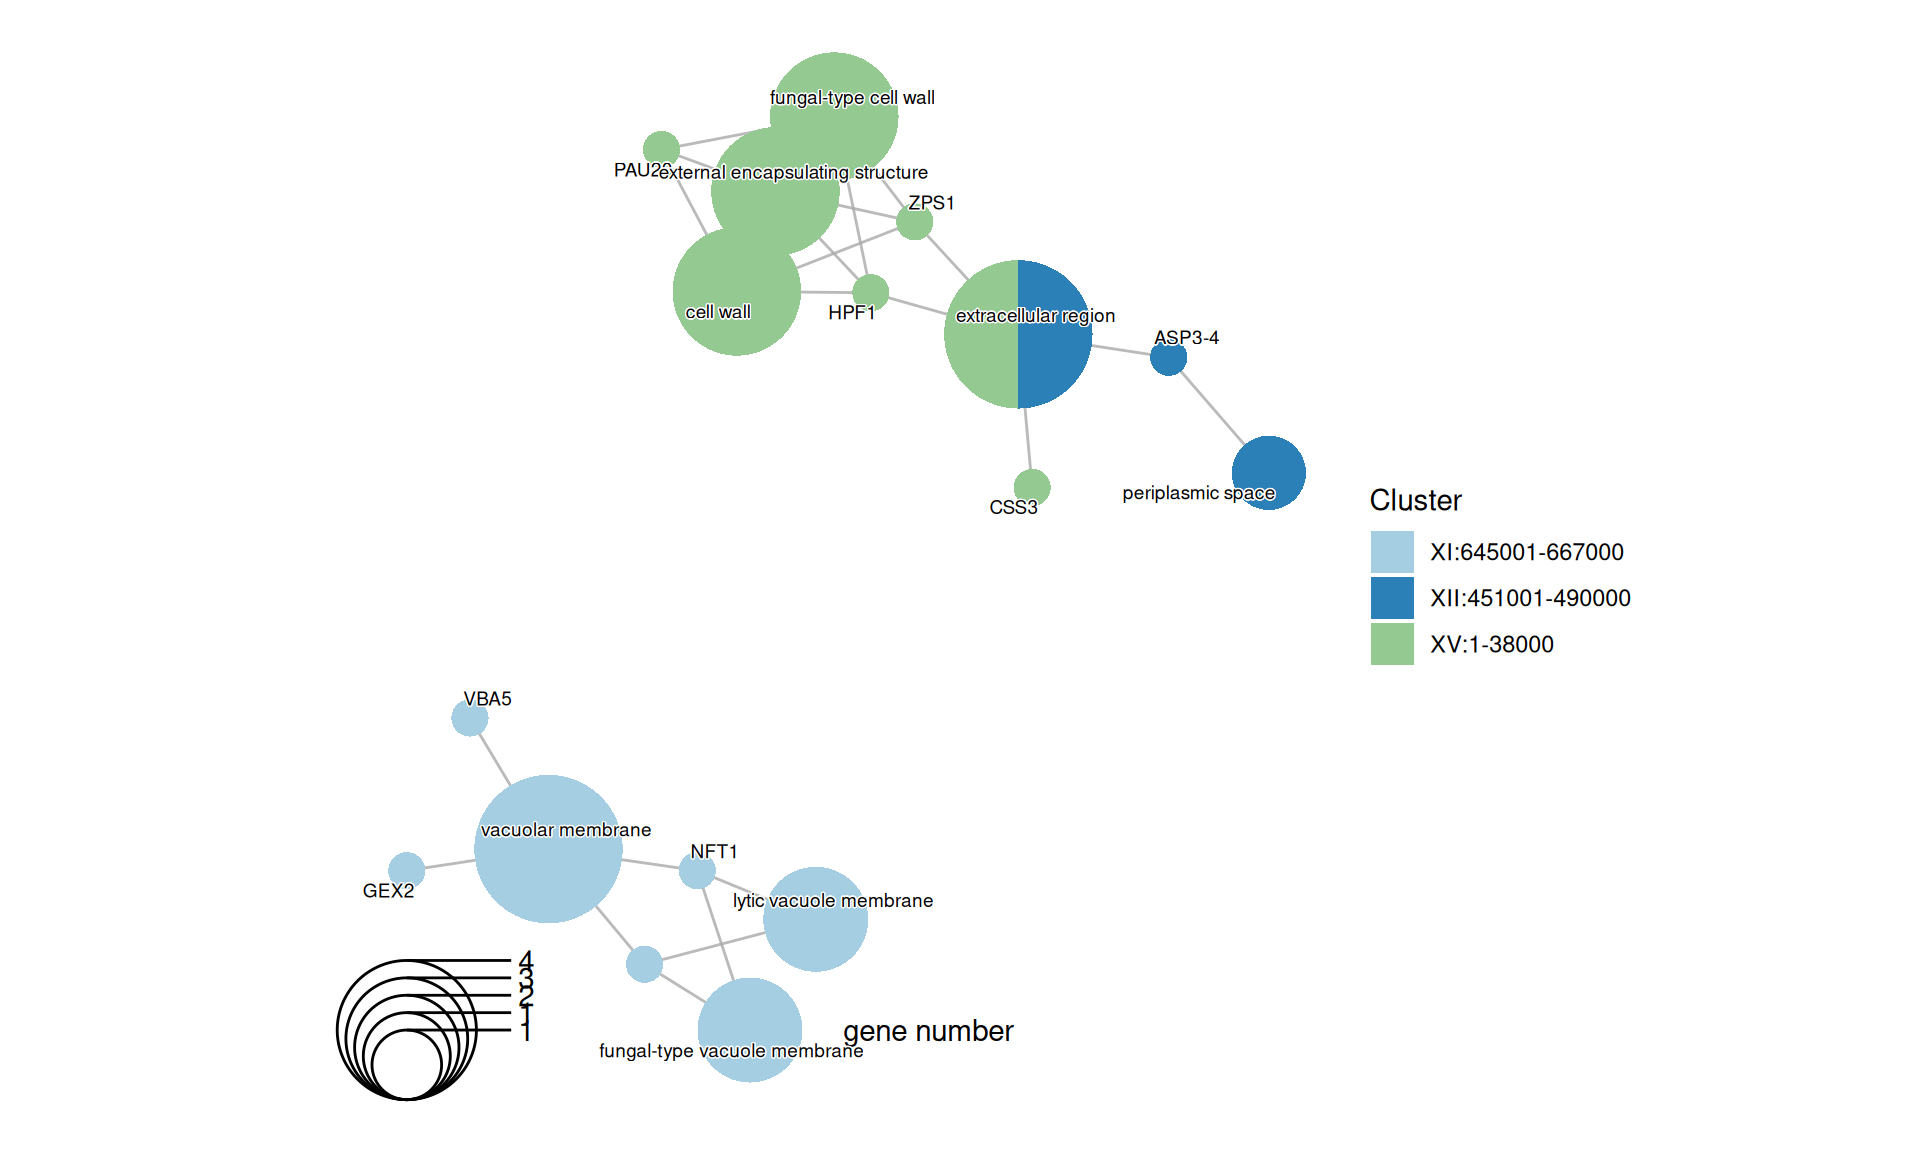 fungal-type cell wall
external encapsulating structure
ZPS1
cell wall
HPF1
extracellular region
ASP3-4
periplasmic space
CSS3
Cluster
XI:645001-667000
XII:451001-490000
XV:1-38000
VBA5
vacuolar membrane
NFT1
GEX2
lytic vacuole membrane
4
3
2
1
1
gene number
fungal-type vacuole membrane